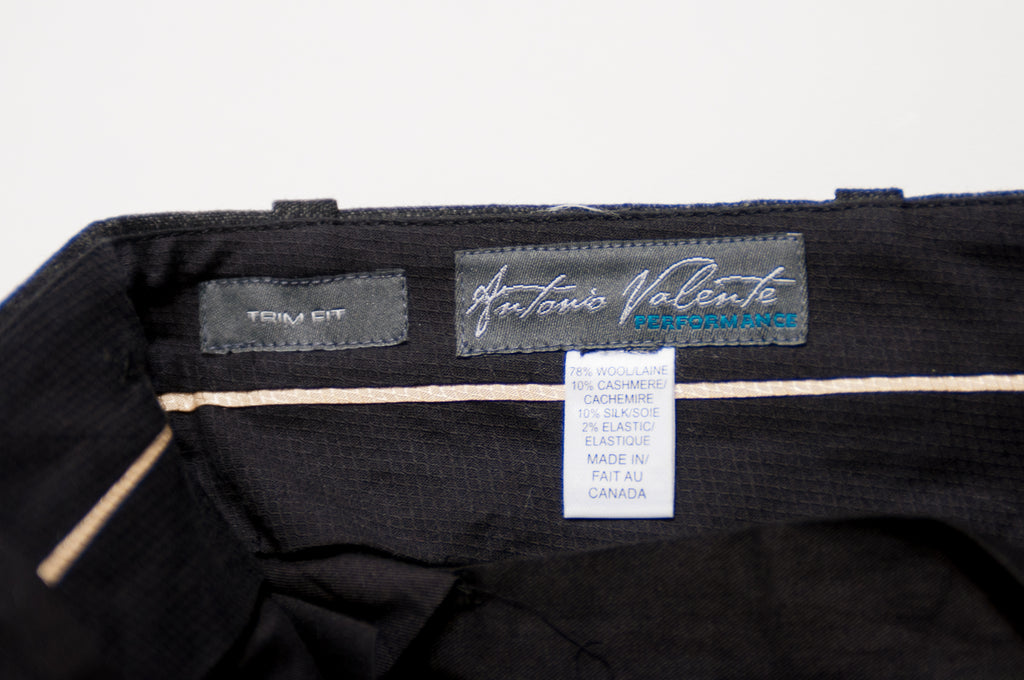 TRIM FIT
Antonio Valente
PERFORMANCE
78% WOOL/LAINE
10% CASHMERE/
CACHEMIRE
10% SILK/SOIE
2% ELASTIC/
ELASTIQUE
MADE IN/
FAIT AU
CANADA